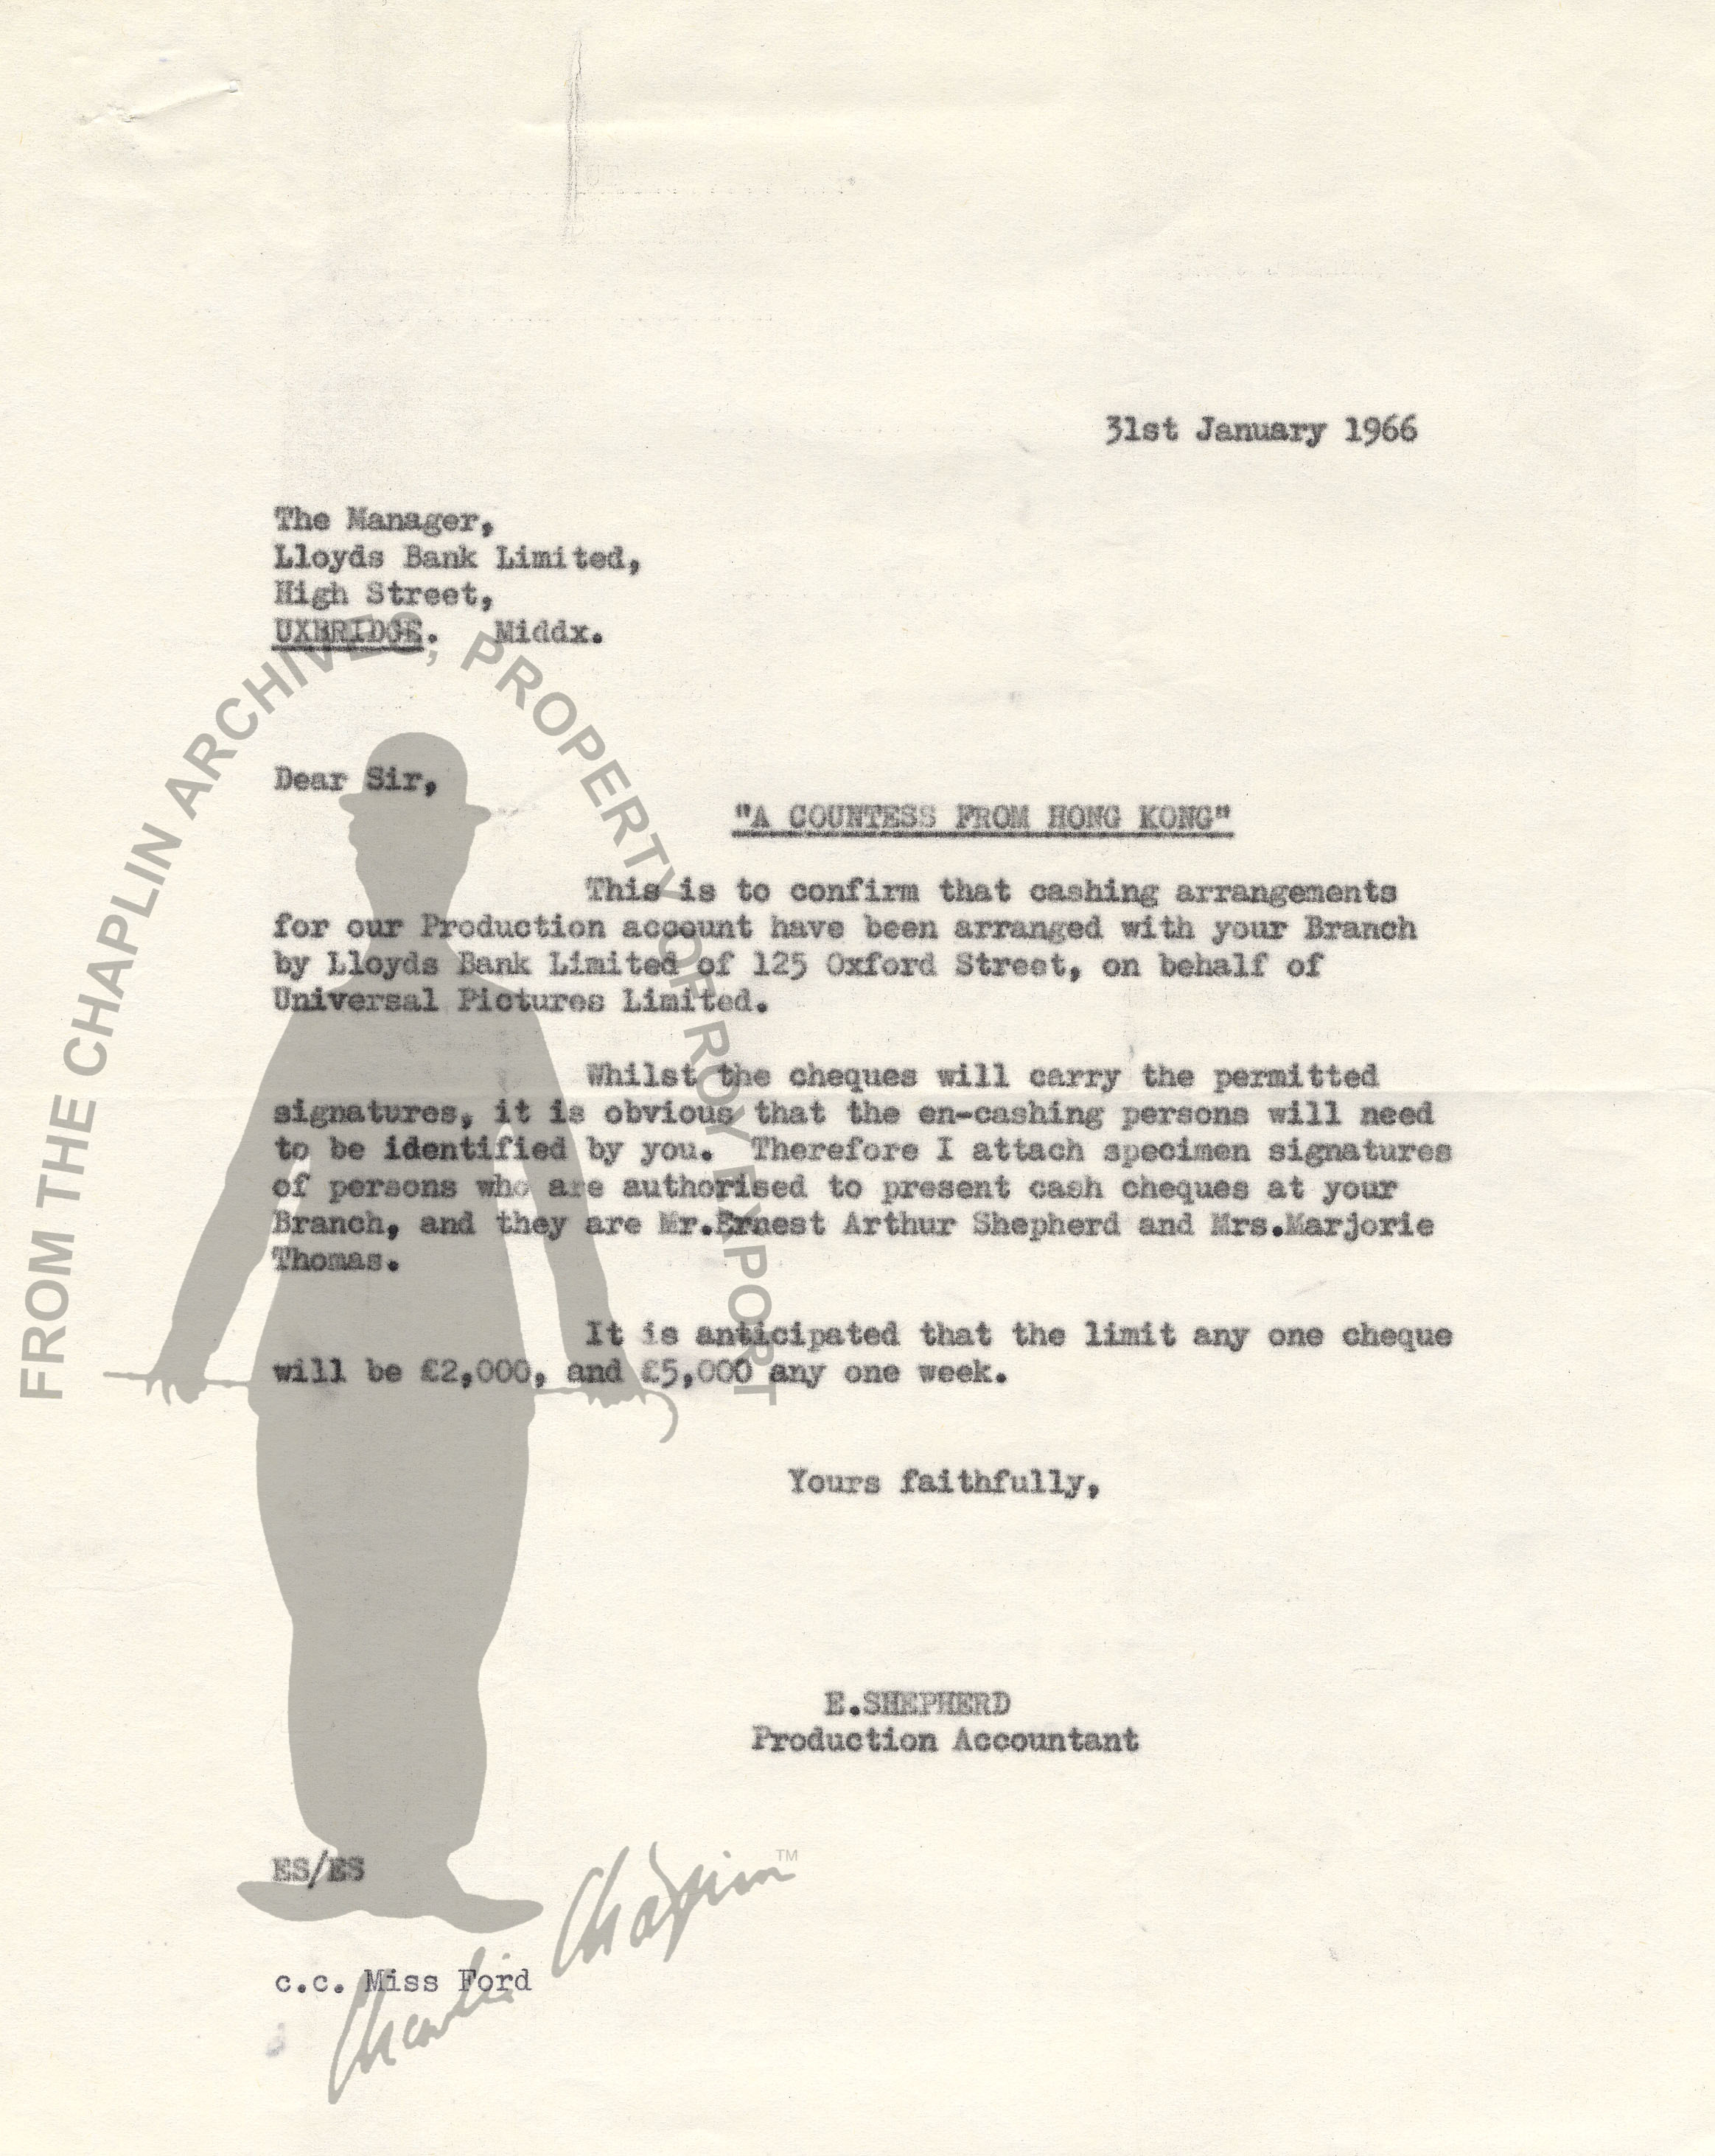 31st January 1966
The Manager,
Lloyds Bank Limited,
High Street,
UXBRIDGE. Middx.
Dear Sir,
"A COUNTESS FROM HONG KONG"
This is to confirm that cashing arrangements
for our Production account have been arranged with your Branch
by Lloyds Bank Limited of 125 Oxford Street, on behalf of
Universal Pictures Limited.
Whilst the cheques will carry the permitted
signatures, it is obvious that the en-cashing persons will need
to be identified by you. Therefore I attach specimen signatures
of persons who are authorised to present cash cheques at your
Branch, and they are Mr.Ernest Arthur Shepherd and Mrs.Marjorie
Thomas.
It is anticipated that the limit any one cheque
will be £2,000, and £5,000 any one week.
Yours faithfully,
E.SHEPHERD
Production Accountant
ES/ES
c.c. Miss Ford
FROM THE CHAPLIN ARCHIVES, PROPERTY OF ROY EXPORT
Charlie Chaplin™